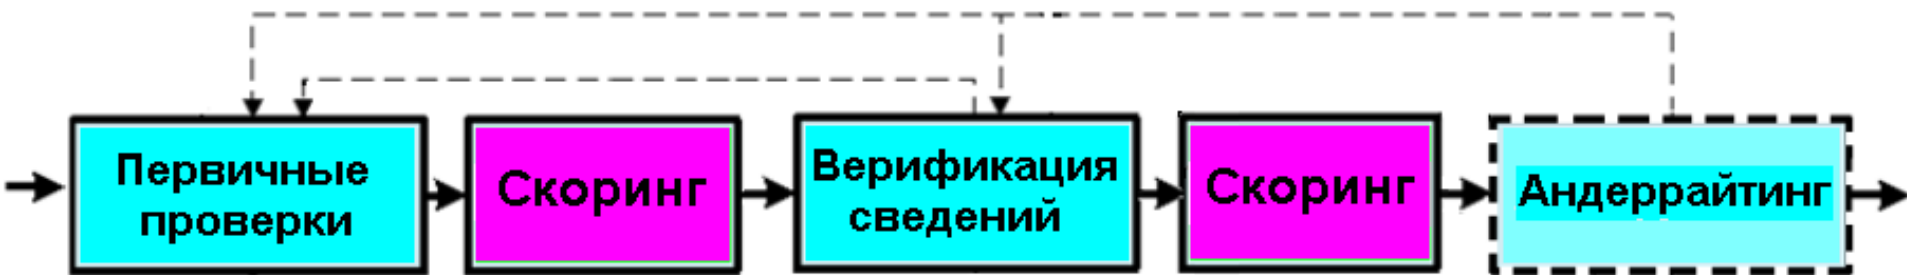 Первичные
проверки
Скоринг
Верификация
сведений
Скоринг
Андеррайтинг